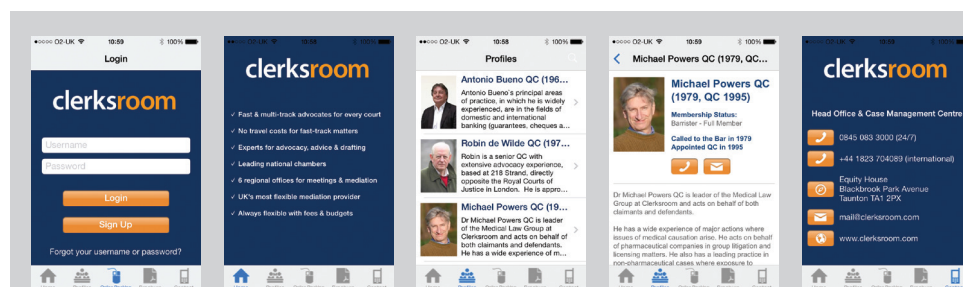 O2-UK 10:59 100%
Login
clerksroom
Username
Password
Login
Sign Up
Forgot your username or password?
O2-UK 10:58 100%
clerksroom
✓ Fast & multi-track advocates for every court
✓ No travel costs for fast-track matters
✓ Experts for advocacy, advice & drafting
✓ Leading national chambers
✓ 6 regional offices for meetings & mediation
✓ UK's most flexible mediation provider
✓ Always flexible with fees & budgets
O2-UK 10:58 100%
Profiles
Antonio Bueno QC (196...
Antonio Bueno's principal areas
of practice, in which he is widely
experienced, are in the fields of
domestic and international
banking (guarantees, cheques a...
Robin de Wilde QC (197...
Robin is a senior QC with
extensive advocacy experience,
based at 218 Strand, directly
opposite the Royal Courts of
Justice in London. He is appro...
Michael Powers QC (19...
Dr Michael Powers QC is leader
of the Medical Law Group at
Clerksroom and acts on behalf of
both claimants and defendants.
He has a wide experience of m...
O2-UK 10:59 100%
Michael Powers QC (1979, QC...
Michael Powers QC
(1979, QC 1995)
Membership Status:
Barrister - Full Member
Called to the Bar in 1979
Appointed QC in 1995
Dr Michael Powers QC is leader of the Medical Law
Group at Clerksroom and acts on behalf of both
claimants and defendants.
He has a wide experience of major actions where
issues of medical causation arise. He acts on behalf
of pharmaceutical companies in group litigation and
licensing matters. He also has a leading practice in
non-pharmaceutical cases where exposure to
O2-UK 10:59 100%
clerksroom
Head Office & Case Management Centre
0845 083 3000 (24/7)
+44 1823 704089 (international)
Equity House
Blackbrook Park Avenue
Taunton TA1 2PX
mail@clerksroom.com
www.clerksroom.com